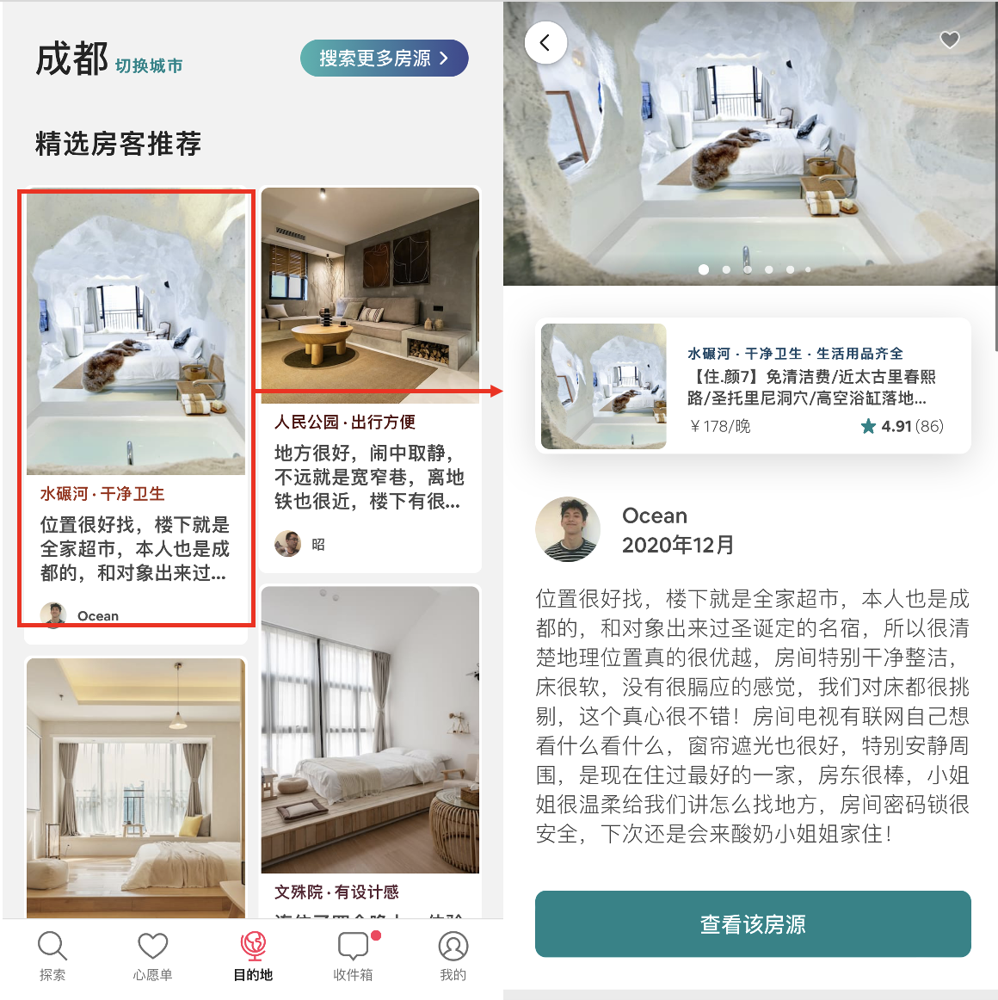 成都 切换城市
搜索更多房源
精选房客推荐
水碾河·干净卫生
位置很好找，楼下就是
全家超市，本人也是成
都的，和对象出来过...
Ocean
人民公园·出行方便
地方很好，闹中取静，
不远就是宽窄巷，离地
铁也很近，楼下有很...
昭
文殊院·有设计感
探索
心愿单
目的地
收件箱
我的
水碾河 · 干净卫生 · 生活用品齐全
【住.颜7】免清洁费/近太古里春熙
路/圣托里尼洞穴/高空浴缸落地...
￥178/晚
4.91(86)
Ocean
2020年12月
位置很好找，楼下就是全家超市，本人也是成
都的，和对象出来过圣诞定的名宿，所以很清
楚地理位置真的很优越，房间特别干净整洁，
床很软，没有很膈应的感觉，我们对床都很挑
剔，这个真心很不错！房间电视有联网自己想
看什么看什么，窗帘遮光也很好，特别安静周
围，是现在住过最好的一家，房东很棒，小姐
姐很温柔给我们讲怎么找地方，房间密码锁很
安全，下次还是会来酸奶小姐姐家住！
查看该房源